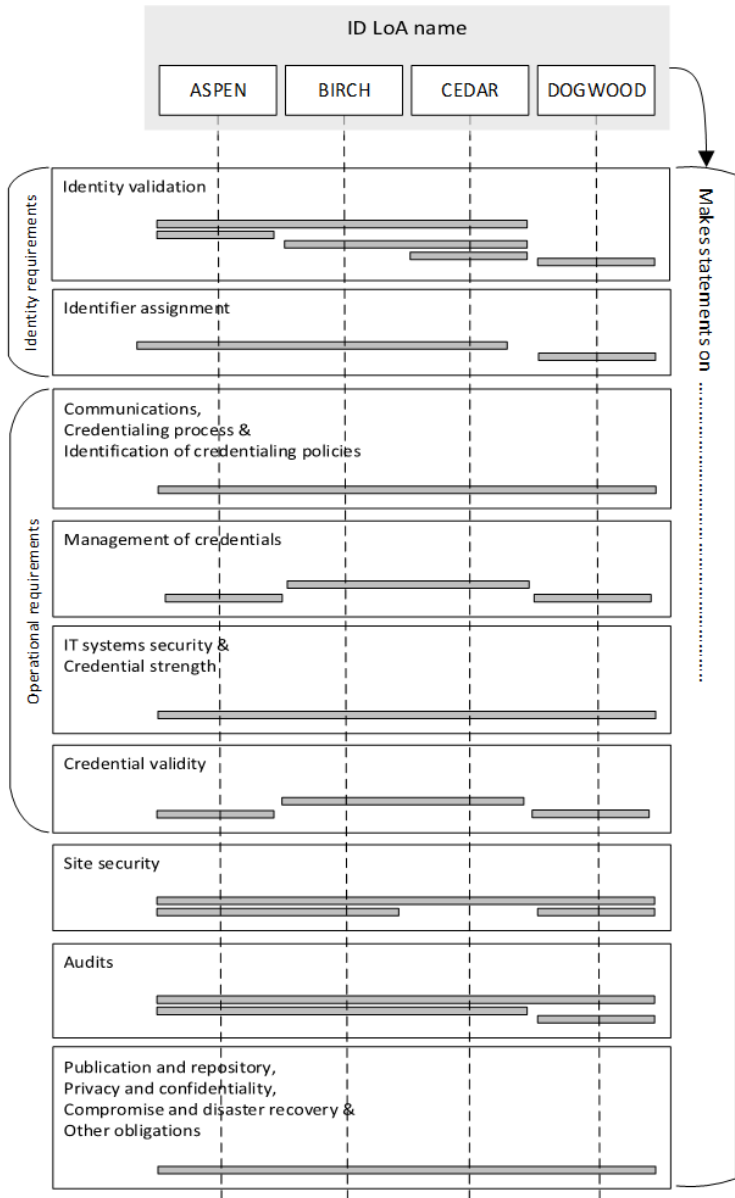 ID LoA name
ASPEN
BIRCH
CEDAR
DOGWOOD
Identity requirements
Identity validation
Identifier assignment
Makes statements on
Operational requirements
Communications,
Credentialing process &
Identification of credentialing policies
Management of credentials
IT systems security &
Credential strength
Credential validity
Site security
Audits
Publication and repository,
Privacy and confidentiality,
Compromise and disaster recovery &
Other obligations